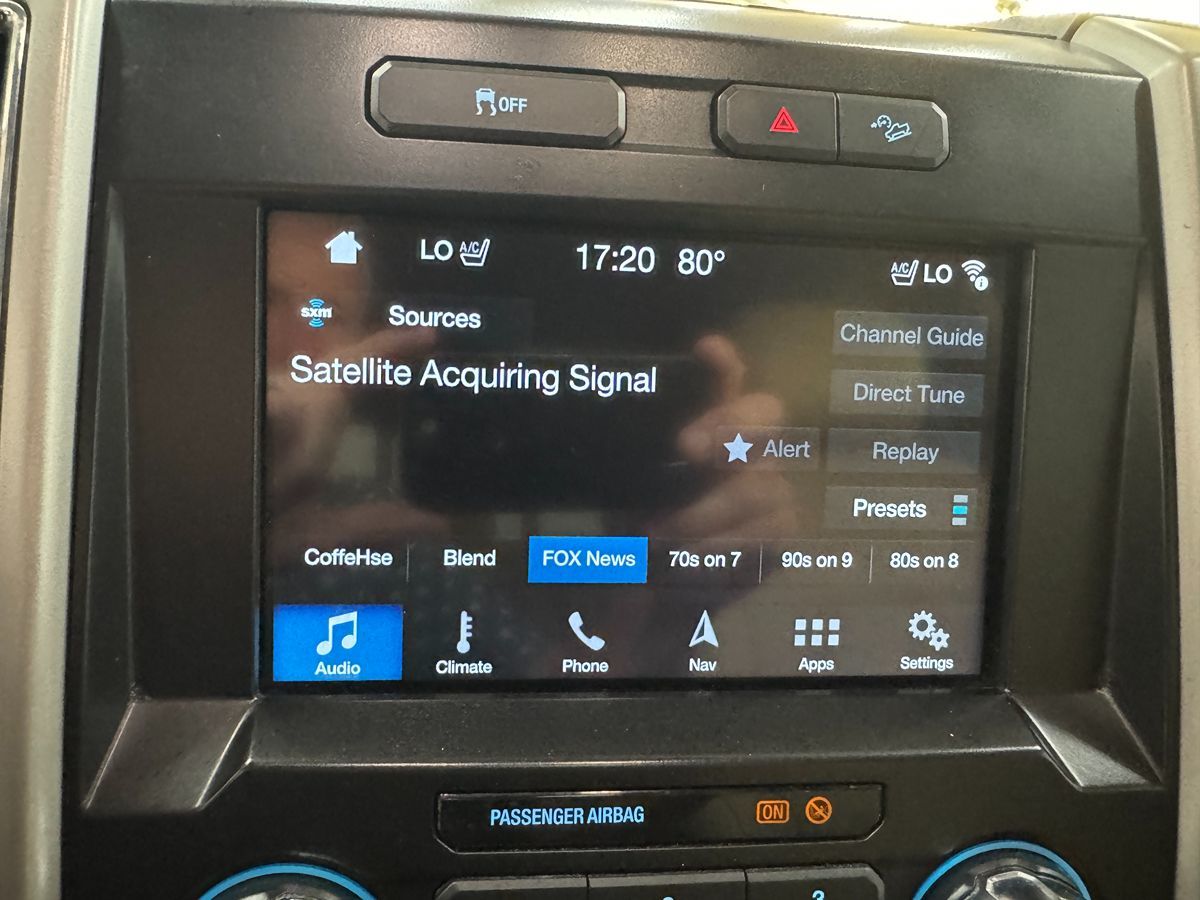 OFF
LO A/C 17:20 80° A/C LO
sxm Sources
Channel Guide
Satellite Acquiring Signal
Direct Tune
Alert Replay
Presets
CoffeHse Blend FOX News 70s on 7 90s on 9 80s on 8
Audio Climate Phone Nav Apps Settings
PASSENGER AIRBAG ON
3